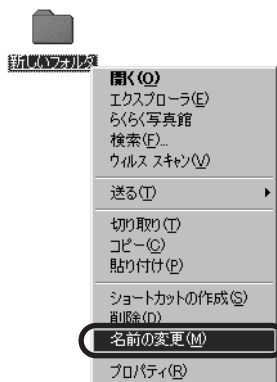 新しいフォルダ
開く(O)
エクスプローラ(E)
らくらく写真館
検索(F)...
ウィルス スキャン(V)
送る(T)
切り取り(T)
コピー(C)
貼り付け(P)
ショートカットの作成(S)
削除(D)
名前の変更(M)
プロパティ(R)